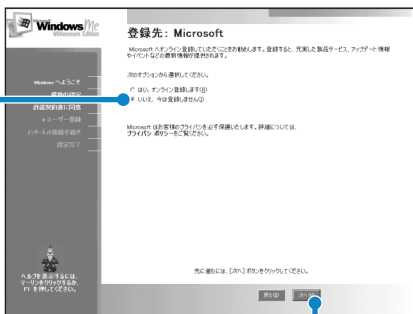 Windows Me
Millennium Edition
登録先: Microsoft
Microsoft へオンライン登録していただくことをお勧めします。登録すると、充実した製品サービス、アップデート情報
やイベントなどの最新情報が提供されます。
次のオプションから選択してください。
はい、オンライン登録します(R)
いいえ、今は登録しません(I)
Microsoft はお客様のプライバシーを必ず保護いたします。詳細については、
プライバシー ポリシーをご覧ください。
Windows へようこそ
許諾契約書に同意
ユーザー登録
インターネット接続手続き
設定完了
ヘルプを表示するには、
マーリンをクリックするか、
F1 を押してください。
先に進むには、[次へ] ボタンをクリックしてください。
戻る(B)
次へ(N)